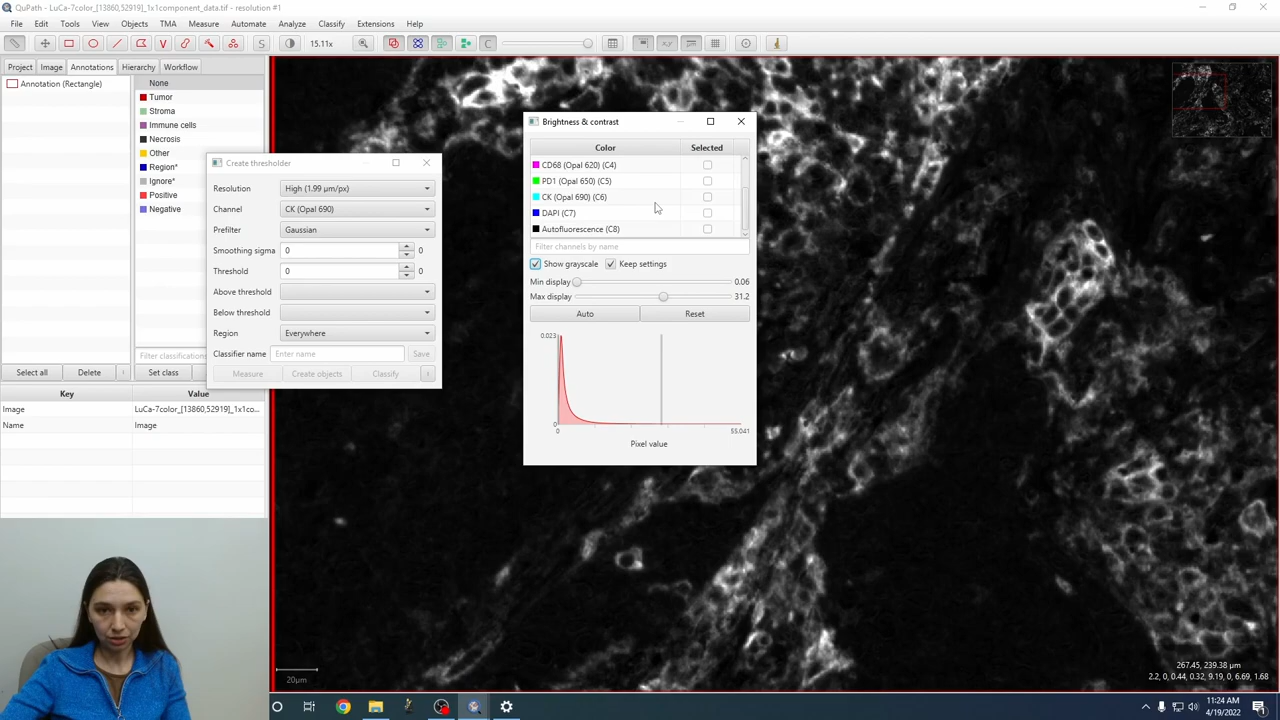 QuPath - LuCa-7color_[13860,52919]_1x1component_data.tif - resolution #1
File Edit Tools View Objects TMA Measure Automate Analyze Classify Extensions Help
S 15.11x C
Project Image Annotations Hierarchy Workflow
Annotation (Rectangle)
None
Tumor
Stroma
Immune cells
Necrosis
Other
Region*
Ignore*
Positive
Negative
Filter classification
Select all Delete Set class
Key Value
Image LuCa-7color_[13860,52919]_1x1co...
Name Image
Create thresholder
Resolution High (1.99 µm/px)
Channel CK (Opal 690)
Prefilter Gaussian
Smoothing sigma 0 0
Threshold 0 0
Above threshold
Below threshold
Region Everywhere
Classifier name Enter name Save
Measure Create objects Classify
Brightness & contrast
Color Selected
CD68 (Opal 620) (C4)
PD1 (Opal 650) (C5)
CK (Opal 690) (C6)
DAPI (C7)
Autofluorescence (C8)
Filter channels by name
Show grayscale Keep settings
Min display 0.06
Max display 31.2
Auto Reset
0.023
0
0 55.041
Pixel value
20µm
267.45, 239.38 µm
2.2, 0, 0.44, 0.32, 9.19, 0, 6.69, 1.68
11:24 AM
4/19/2022